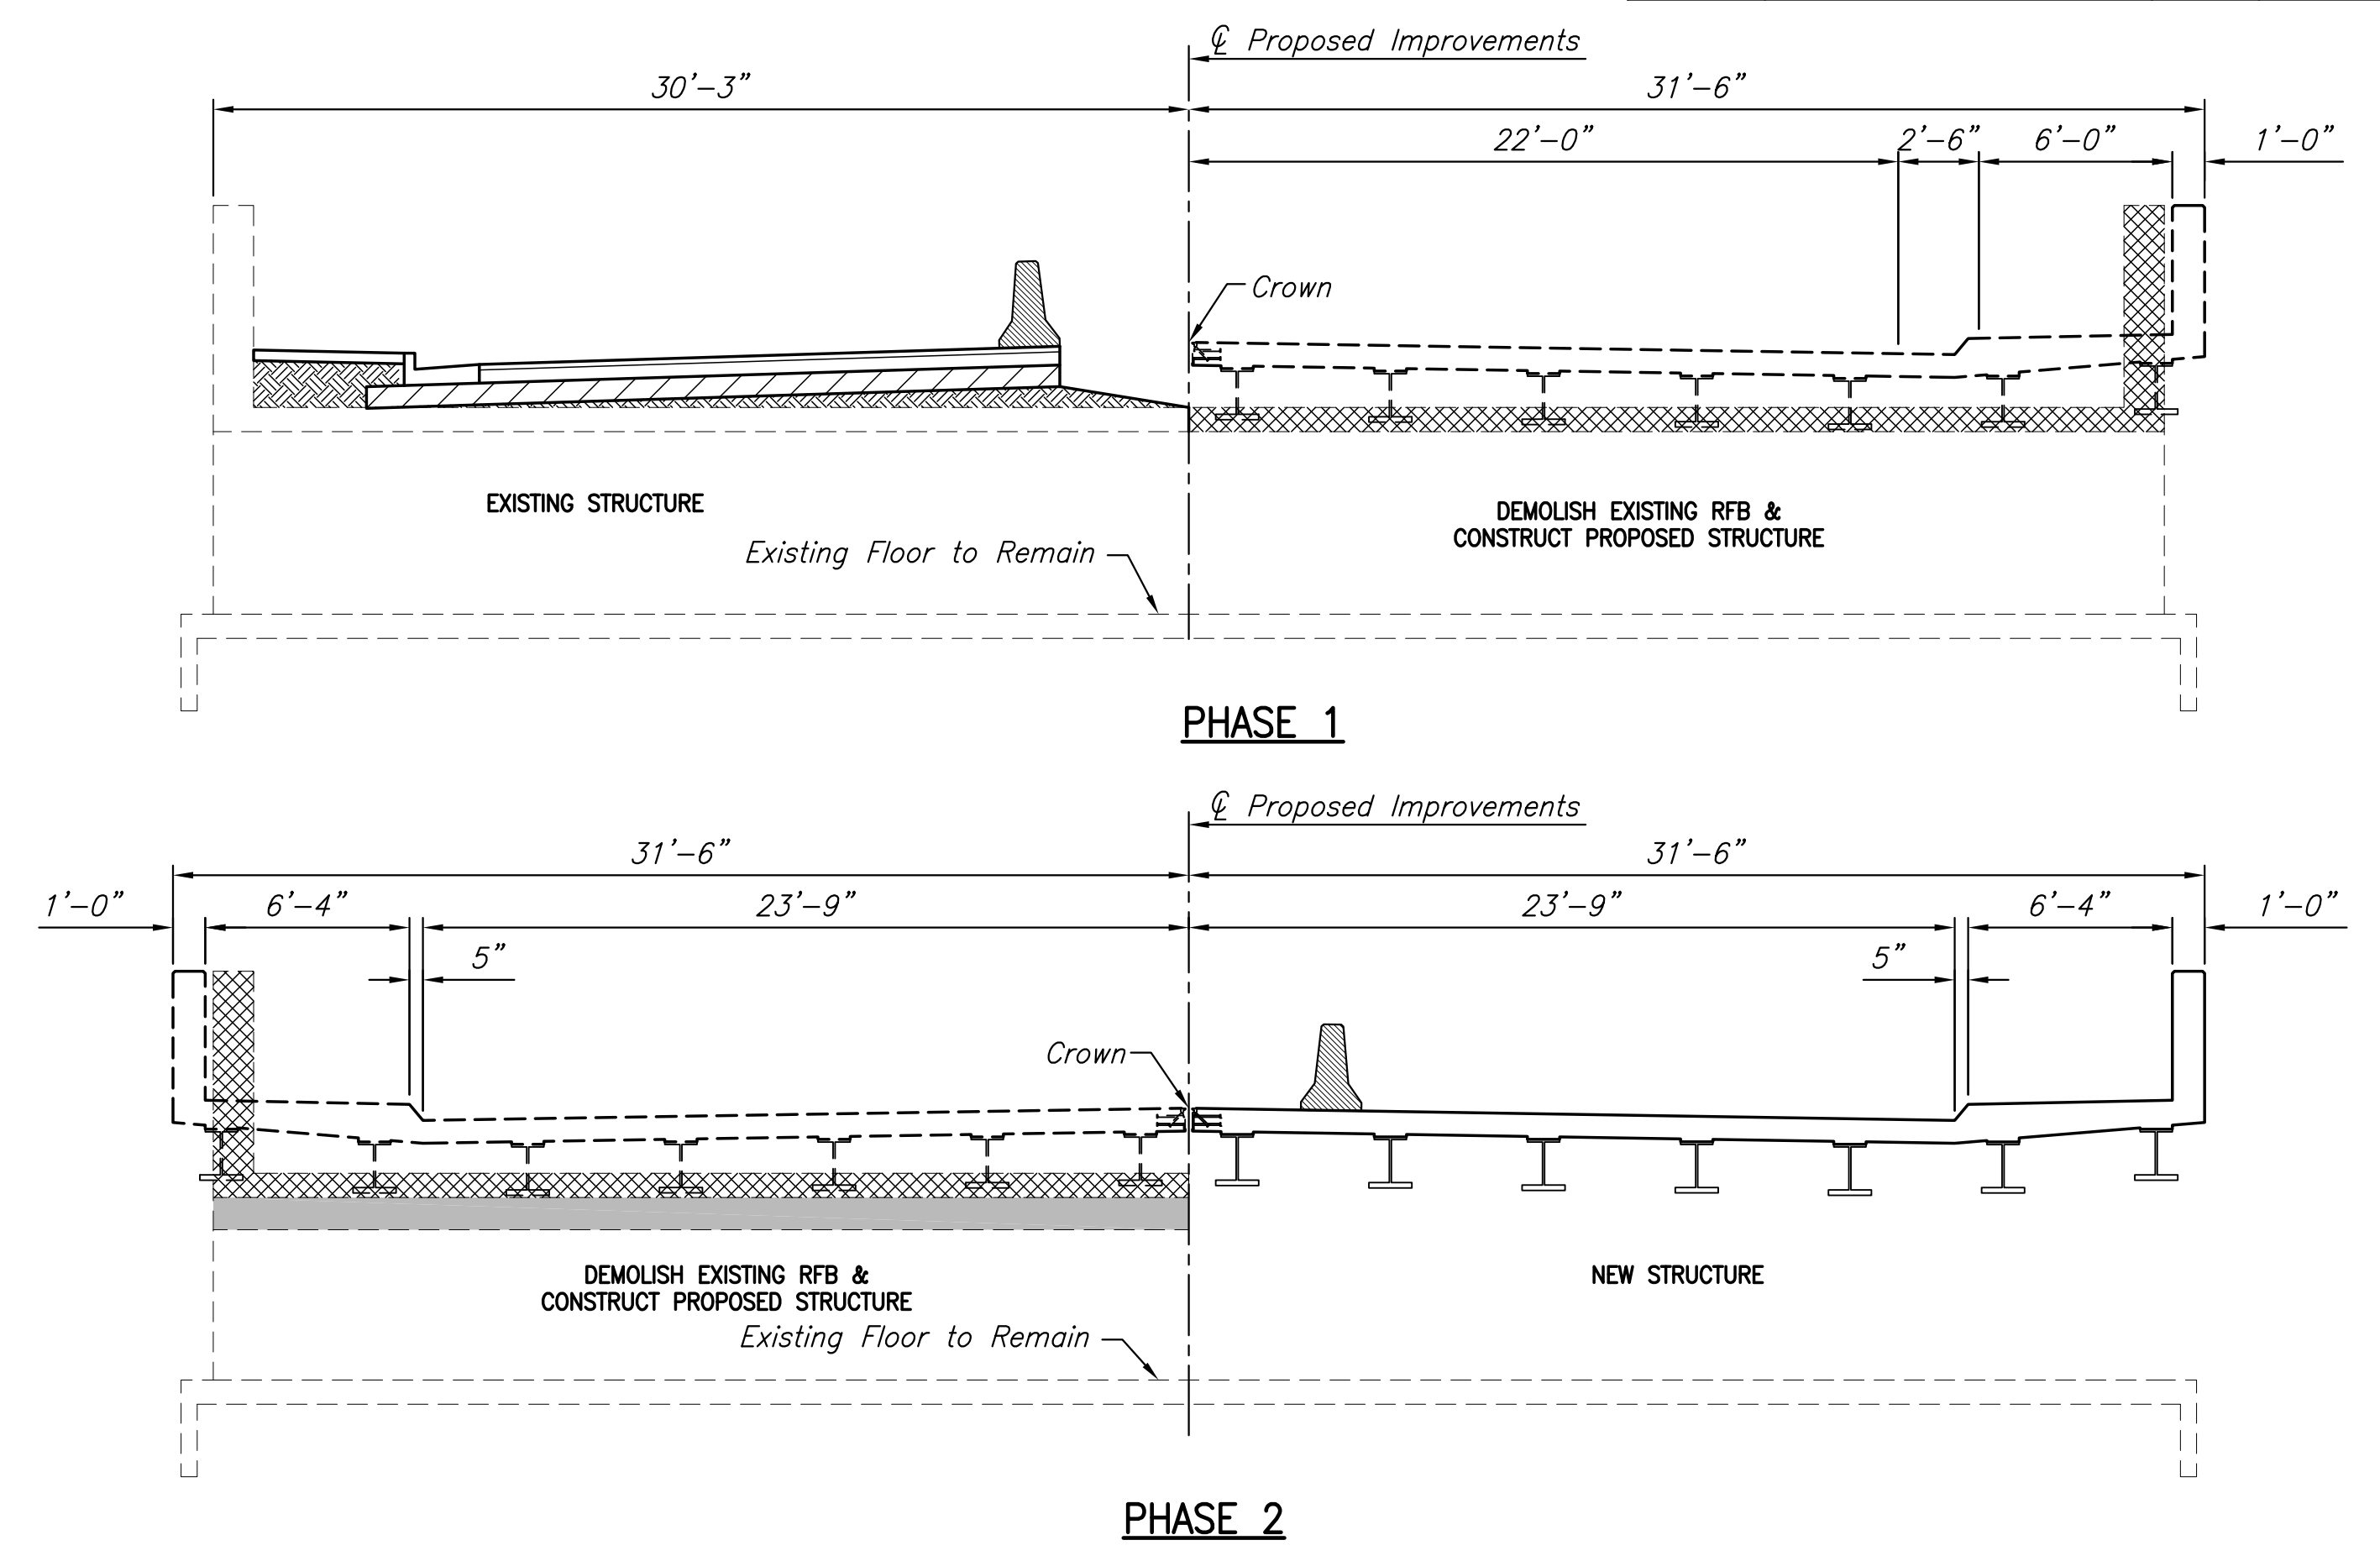 ℄ Proposed Improvements
30'-3" 31'-6"
22'-0" 2'-6" 6'-0" 1'-0"
Crown
EXISTING STRUCTURE
DEMOLISH EXISTING RFB &
CONSTRUCT PROPOSED STRUCTURE
Existing Floor to Remain
PHASE 1
℄ Proposed Improvements
31'-6" 31'-6"
1'-0" 6'-4" 23'-9" 23'-9" 6'-4" 1'-0"
5" 5"
Crown
DEMOLISH EXISTING RFB &
CONSTRUCT PROPOSED STRUCTURE
NEW STRUCTURE
Existing Floor to Remain
PHASE 2